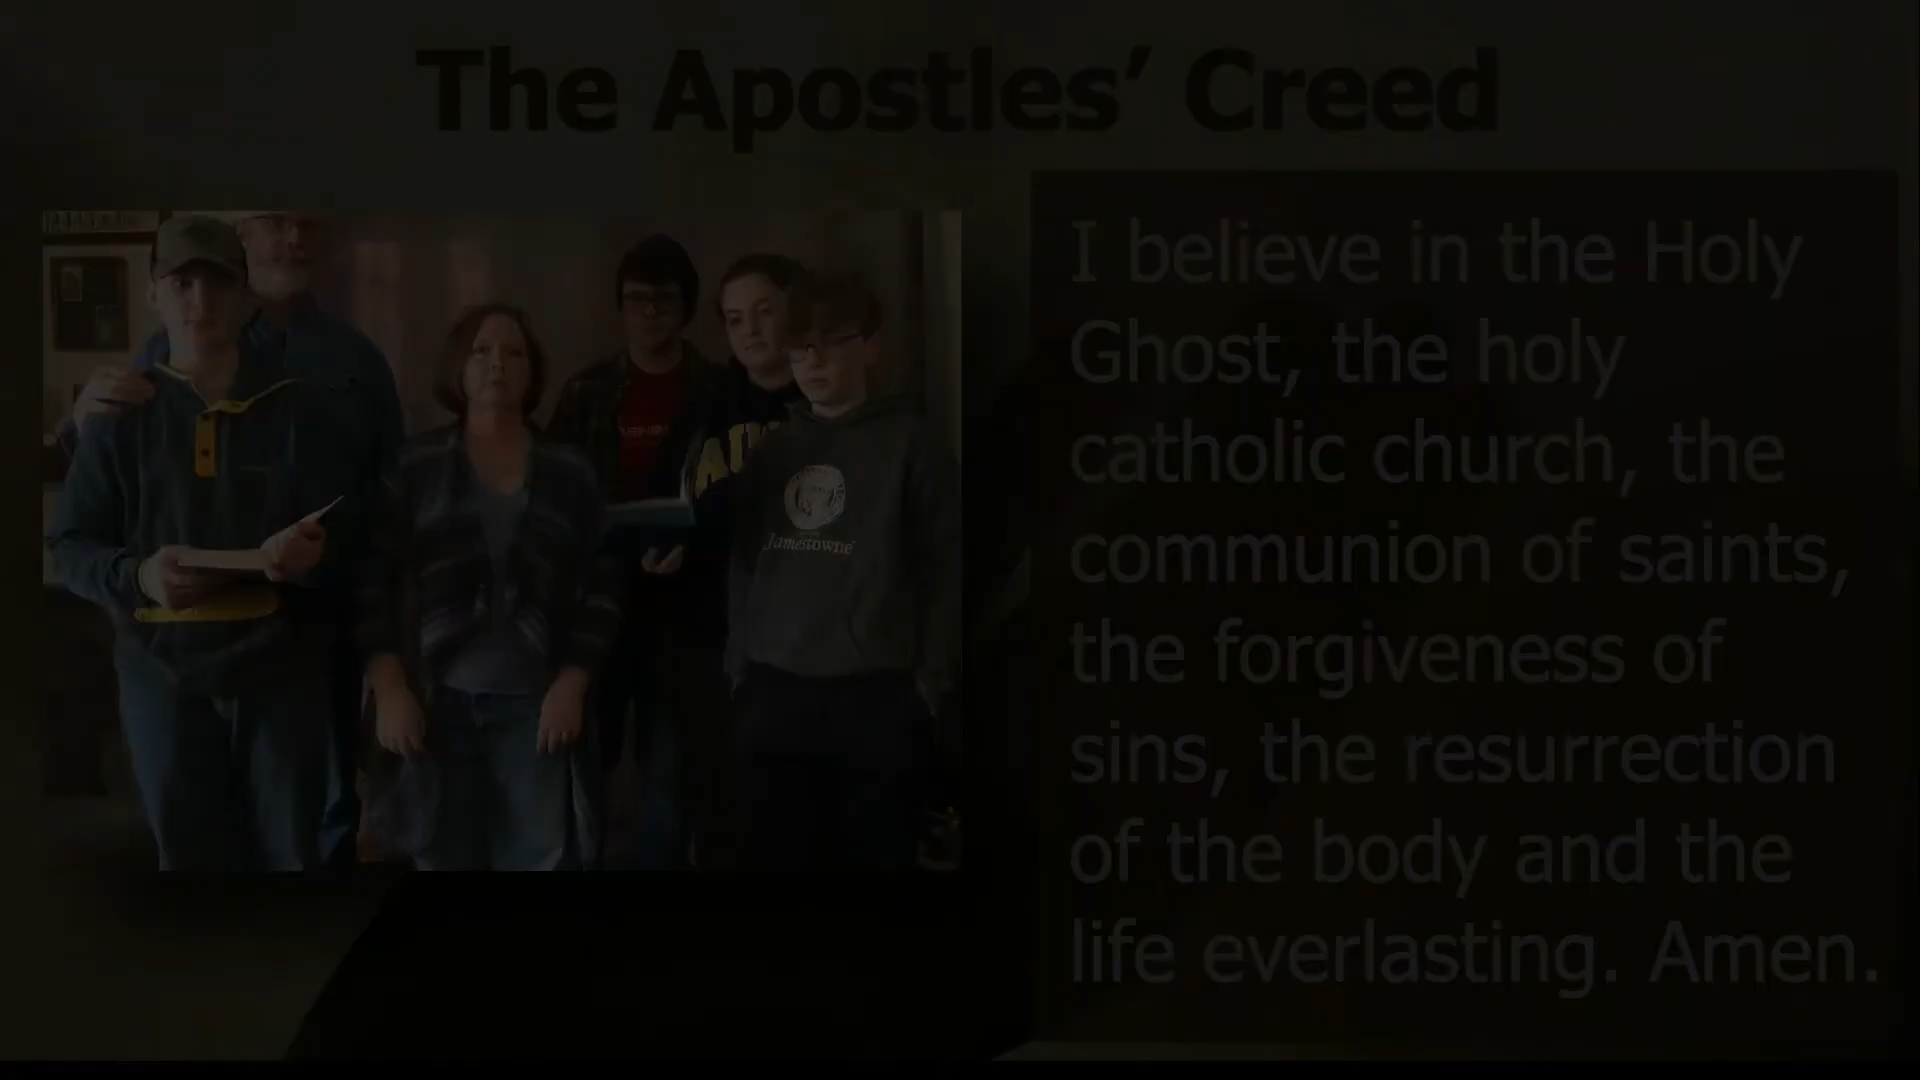 The Apostles’ Creed
I believe in the Holy
Ghost, the holy
catholic church, the
communion of saints,
the forgiveness of
sins, the resurrection
of the body and the
life everlasting. Amen.
Jamestowne